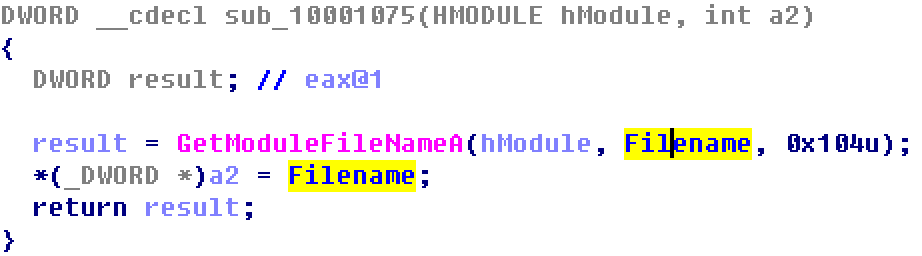 DWORD __cdecl sub_10001075(HMODULE hModule, int a2)
{
DWORD result; // eax@1
result = GetModuleFileNameA(hModule, Filename, 0x104u);
*(_DWORD *)a2 = Filename;
return result;
}